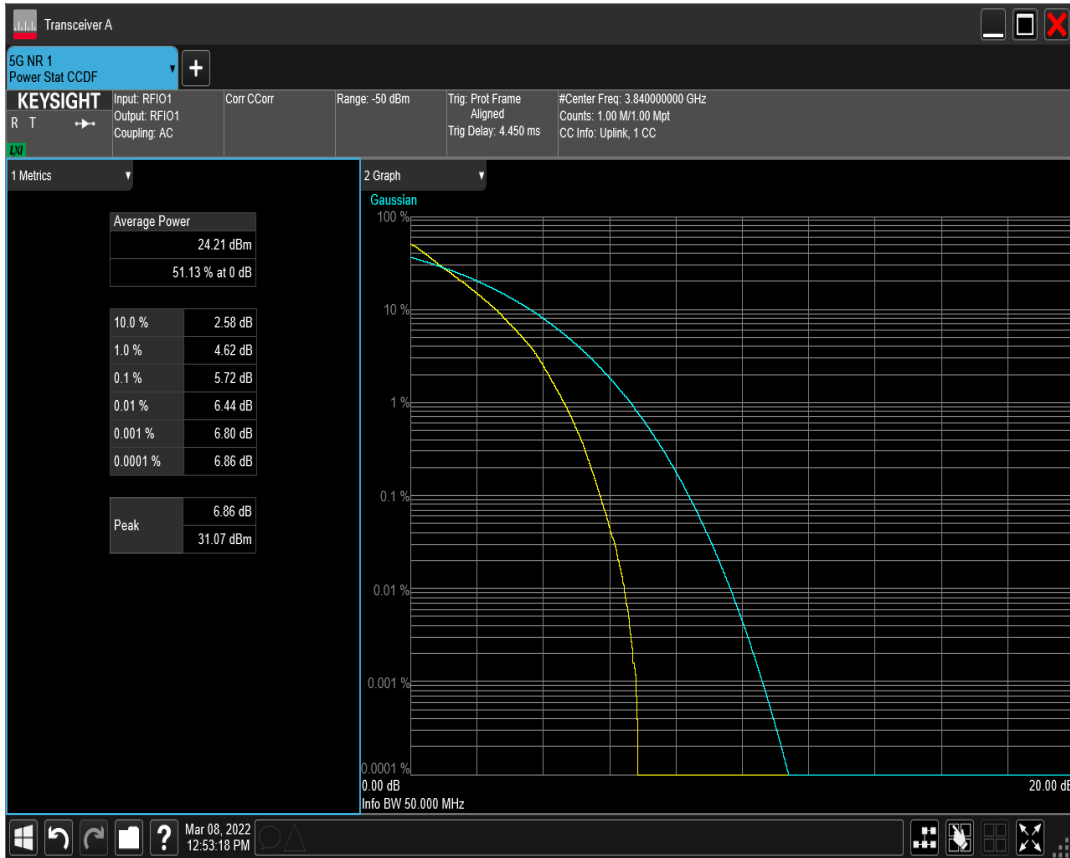 Transceiver A
5G NR 1
Power Stat CCDF
KEYSIGHT
R T
LXI
Input: RFIO1
Output: RFIO1
Coupling: AC
Corr CCorr
Range: -50 dBm
Trig: Prot Frame
Aligned
Trig Delay: 4.450 ms
#Center Freq: 3.840000000 GHz
Counts: 1.00 M/1.00 Mpt
CC Info: Uplink, 1 CC
1 Metrics
Average Power
24.21 dBm
51.13 % at 0 dB
10.0 % 2.58 dB
1.0 % 4.62 dB
0.1 % 5.72 dB
0.01 % 6.44 dB
0.001 % 6.80 dB
0.0001 % 6.86 dB
Peak
6.86 dB
31.07 dBm
2 Graph
Gaussian
100 %
10 %
1 %
0.1 %
0.01 %
0.001 %
0.0001 %
0.00 dB
20.00 dB
Info BW 50.000 MHz
?
Mar 08, 2022
12:53:18 PM